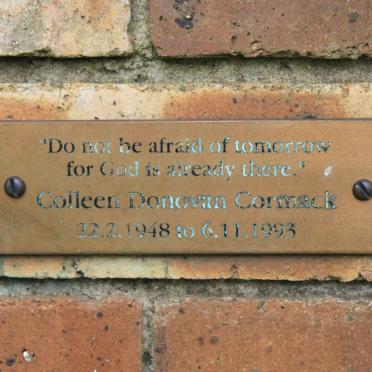 "Do not be afraid of tomorrow
for God is already there."
Colleen Donovan Cormack
22.2.1948 to 6.11.1993